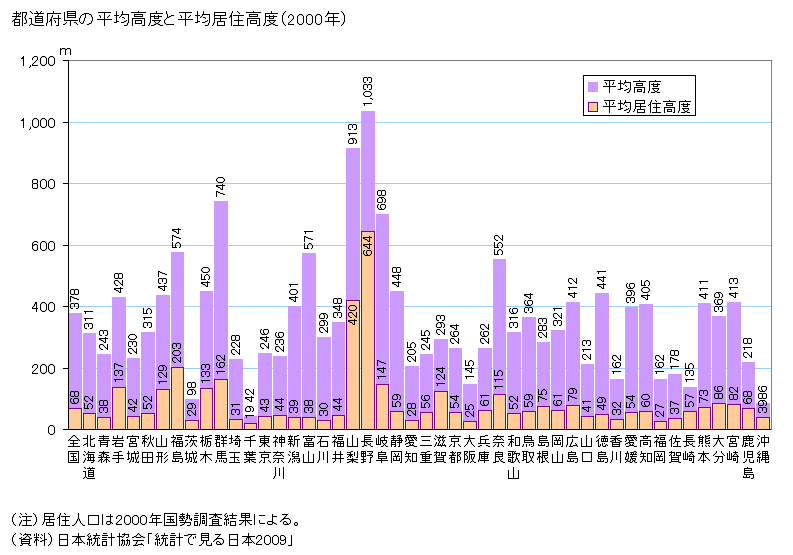 都道府県の平均高度と平均居住高度(2000年)
m
平均高度
平均居住高度
1,200
1,000
800
600
400
200
0
378 311 243 428 230 315 437 574 98 450 740 228 42 246 236 401 571 299 348 913 1,033 698 448 205 245 293 264 145 262 552 316 364 283 321 412 213 441 162 396 405 162 178 135 411 369 413 218 86
68 52 38 137 42 52 129 203 29 133 162 31 19 43 44 39 38 30 44 420 644 147 59 28 56 124 54 25 61 115 52 59 75 61 79 41 49 32 54 60 27 37 57 73 86 82 68 39
全国 北海道 青森 岩手 宮城 秋田 山形 福島 茨城 栃木 群馬 埼玉 千葉 東京 神奈川 新潟 富山 石川 福井 山梨 長野 岐阜 静岡 愛知 三重 滋賀 京都 大阪 兵庫 奈良 和歌山 鳥取 島根 岡山 広島 山口 徳島 香川 愛媛 高知 福岡 佐賀 長崎 熊本 大分 宮崎 鹿児島 沖縄
(注)居住人口は2000年国勢調査結果による。
(資料)日本統計協会「統計で見る日本2009」